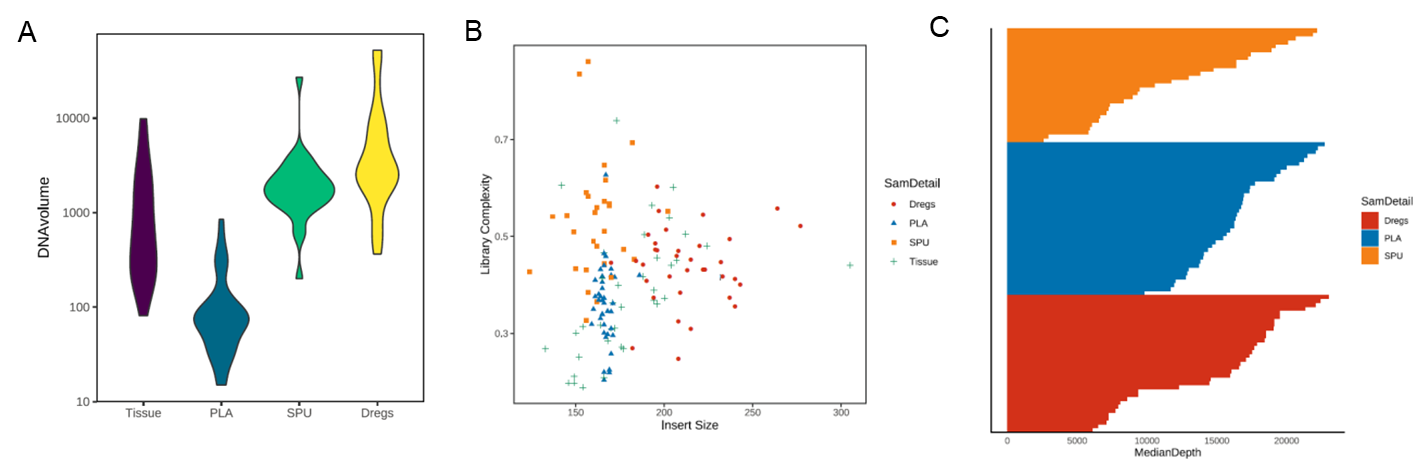 A
DNAvolume
10000
1000
100
10
Tissue PLA SPU Dregs
B
Library Complexity
0.7
0.5
0.3
150 200 250 300
Insert Size
SamDetail
Dregs
PLA
SPU
Tissue
C
0 5000 10000 15000 20000
MedianDepth
SamDetail
Dregs
PLA
SPU